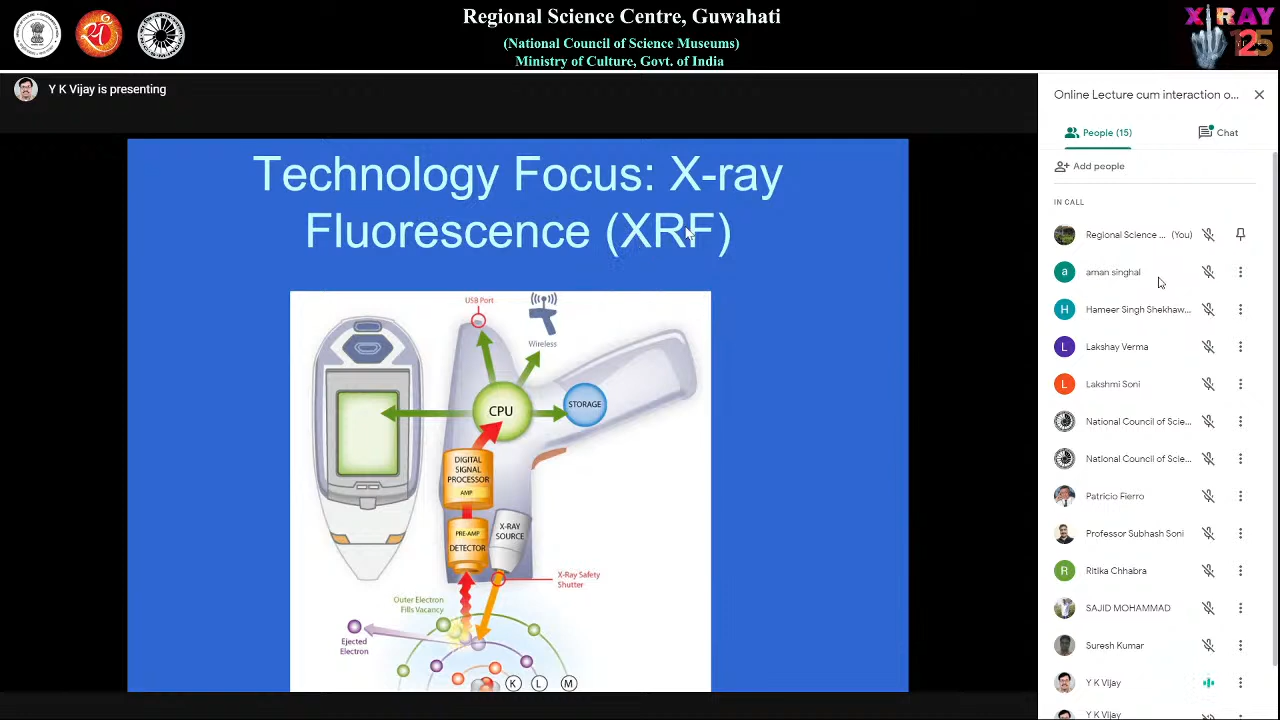 Regional Science Centre, Guwahati
(National Council of Science Museums)
Ministry of Culture, Govt. of India
X-RAY
125
Y K Vijay is presenting
Technology Focus: X-ray
Fluorescence (XRF)
USB Port
Wireless
CPU
STORAGE
DIGITAL
SIGNAL
PROCESSOR
AMP
PRE-AMP
DETECTOR
X-RAY
SOURCE
X-Ray Safety
Shutter
Outer Electron
Fills Vacancy
Ejected
Electron
K L M
Online Lecture cum interaction o...
People (15)
Chat
Add people
IN CALL
Regional Science ... (You)
a aman singhal
H Hameer Singh Shekhaw...
L Lakshay Verma
L Lakshmi Soni
National Council of Scie...
National Council of Scie...
Patricio Fierro
Professor Subhash Soni
R Ritika Chhabra
SAJID MOHAMMAD
Suresh Kumar
Y K Vijay
Y K Vijay